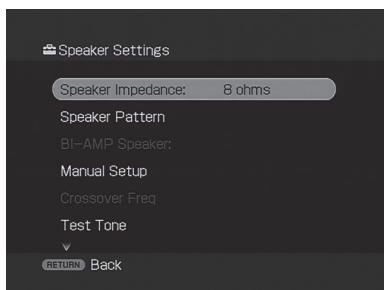 Speaker Settings
Speaker Impedance: 8 ohms
Speaker Pattern
BI-AMP Speaker:
Manual Setup
Crossover Freq
Test Tone
RETURN Back